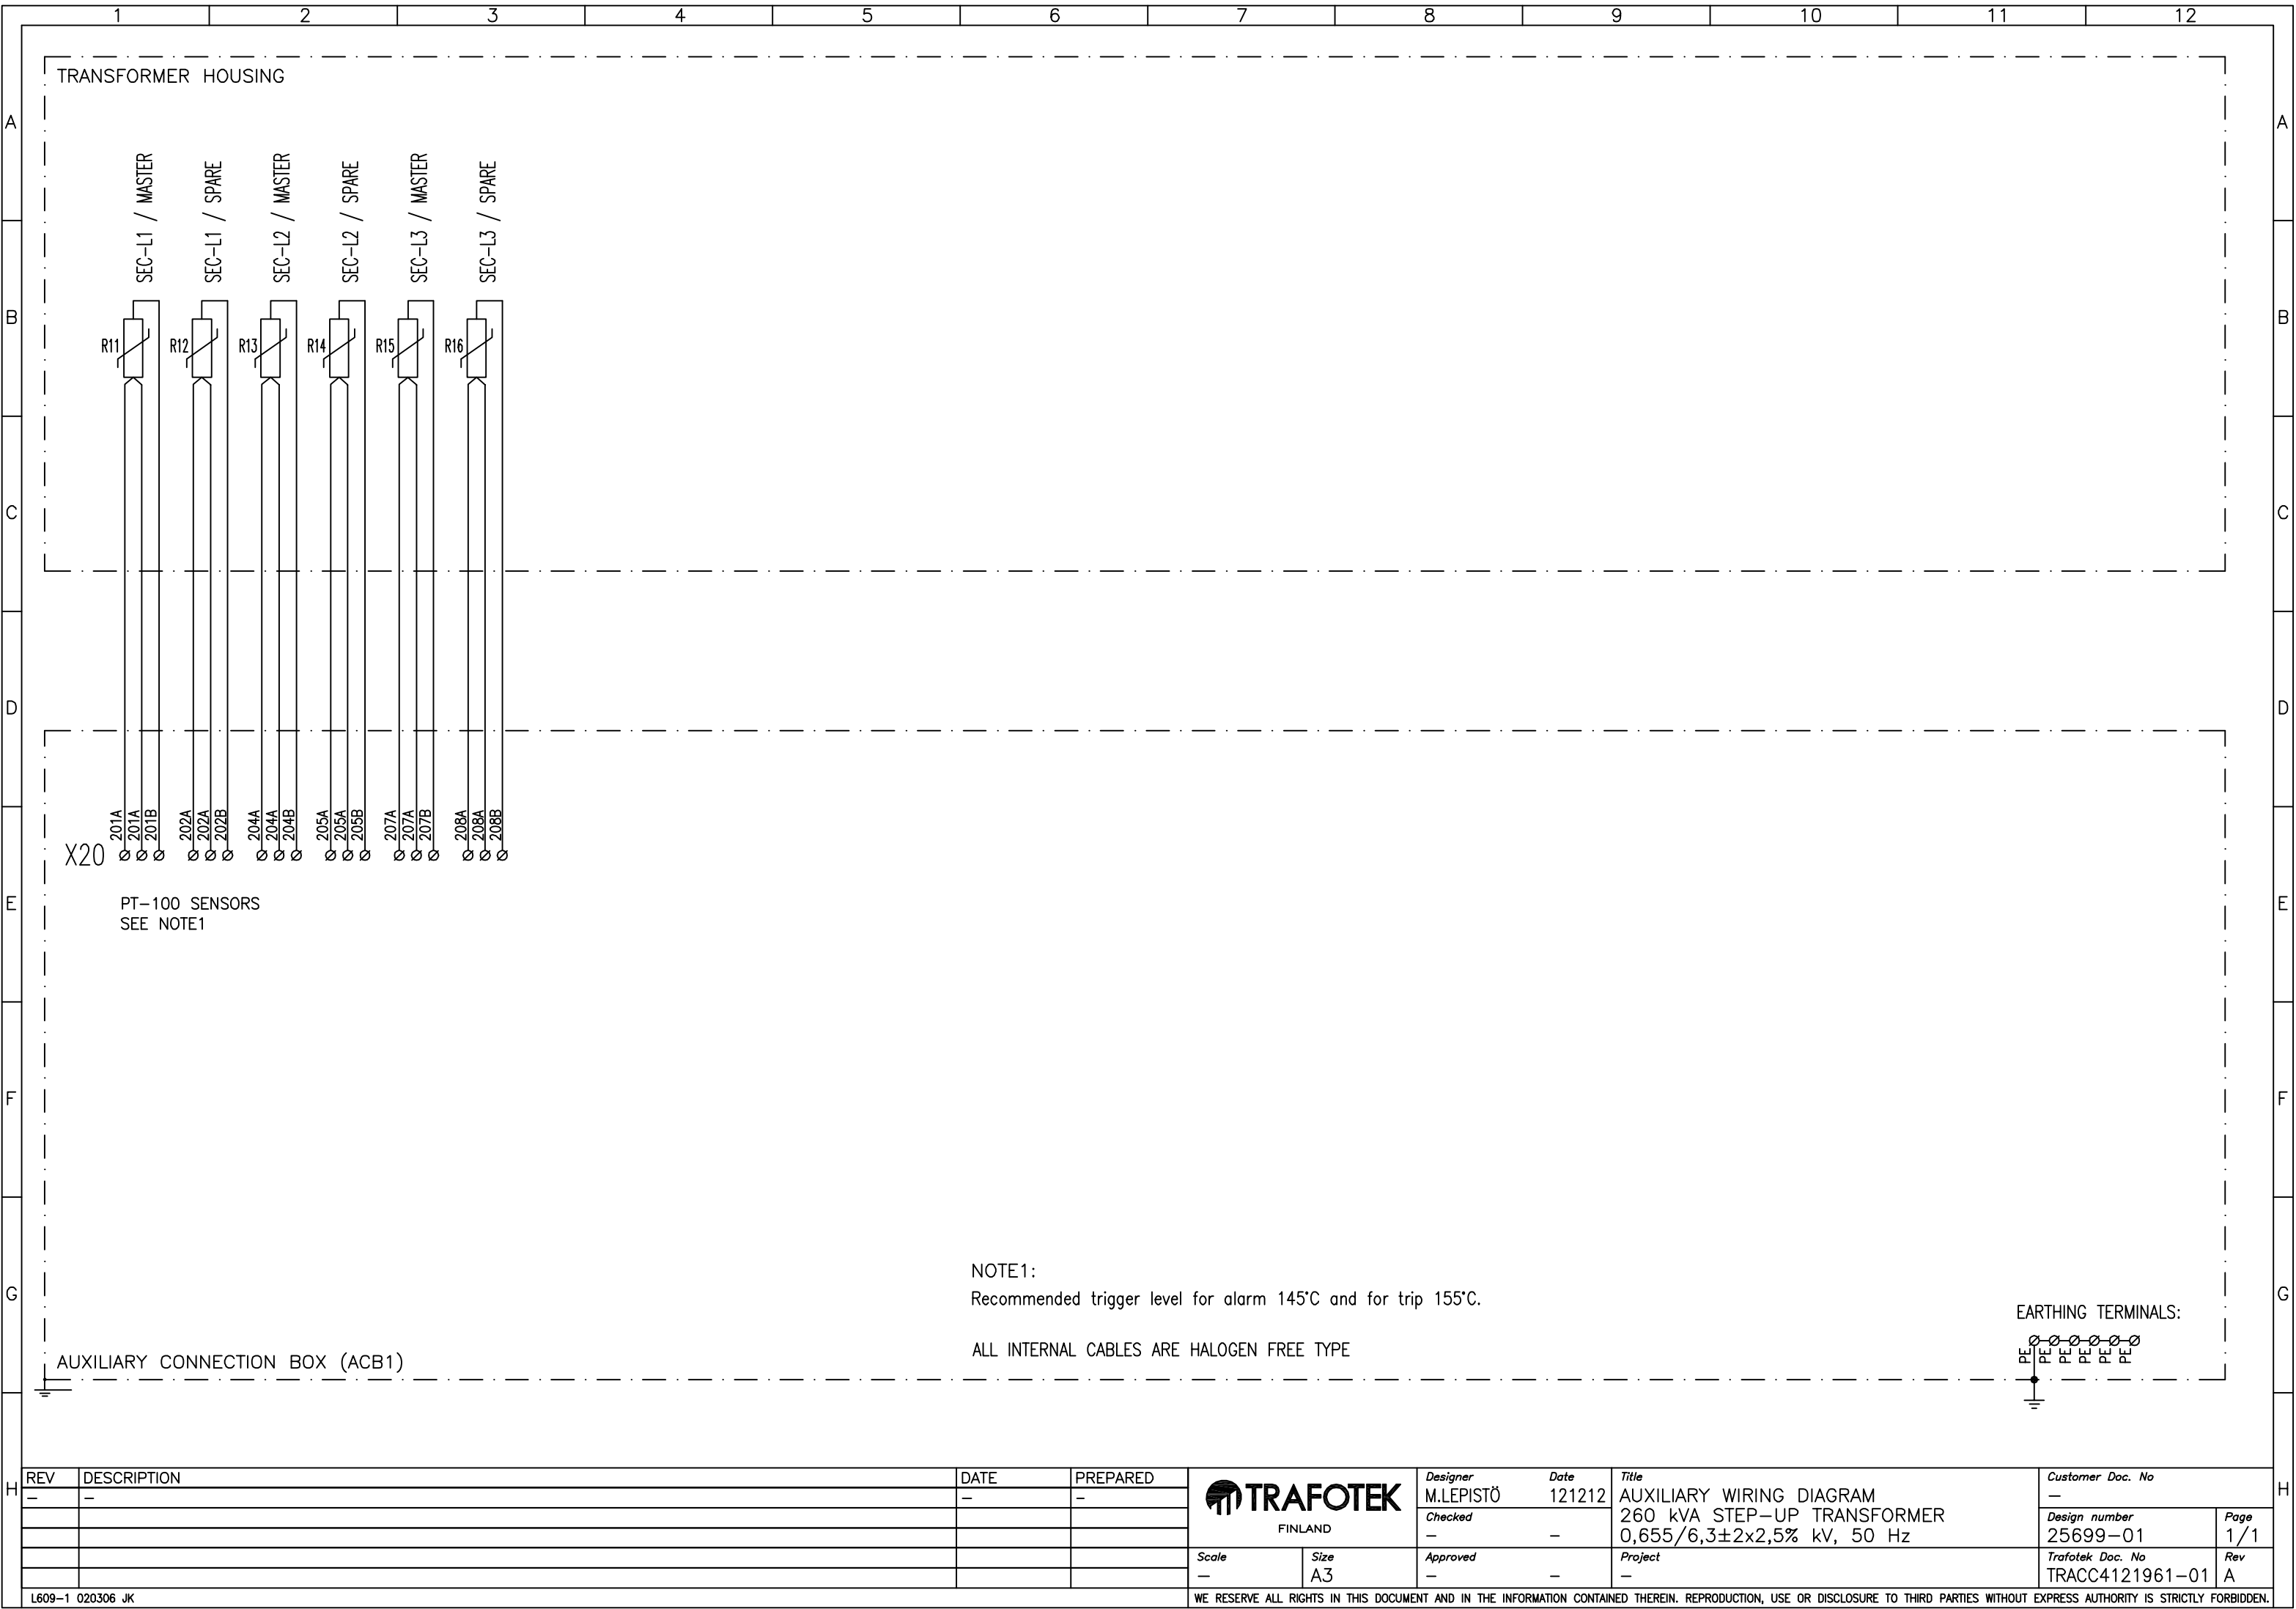 1 2 3 4 5 6 7 8 9 10 11 12
TRANSFORMER HOUSING
A A
SEC-L1 / MASTER
SEC-L1 / SPARE
SEC-L2 / MASTER
SEC-L2 / SPARE
SEC-L3 / MASTER
SEC-L3 / SPARE
B B
R11 R12 R13 R14 R15 R16
C C
D D
201A 201A 201B 202A 202A 202B 204A 204A 204B 205A 205A 205B 207A 207A 207B 208A 208A 208B
X20
E E
PT-100 SENSORS
SEE NOTE1
F F
NOTE1:
G G
Recommended trigger level for alarm 145°C and for trip 155°C.
EARTHING TERMINALS:
ALL INTERNAL CABLES ARE HALOGEN FREE TYPE
PE PE PE PE PE PE
AUXILIARY CONNECTION BOX (ACB1)
H H
REV DESCRIPTION DATE PREPARED
- - - -
TRAFOTEK
FINLAND
Scale
-
Size
A3
Designer Date
M.LEPISTÖ 121212
Checked
- -
Approved
- -
Title
AUXILIARY WIRING DIAGRAM
260 kVA STEP-UP TRANSFORMER
0,655/6,3±2x2,5% kV, 50 Hz
Project
-
Customer Doc. No
-
Design number
25699-01
Page
1/1
Trafotek Doc. No
TRACC4121961-01
Rev
A
L609-1 020306 JK
WE RESERVE ALL RIGHTS IN THIS DOCUMENT AND IN THE INFORMATION CONTAINED THEREIN. REPRODUCTION, USE OR DISCLOSURE TO THIRD PARTIES WITHOUT EXPRESS AUTHORITY IS STRICTLY FORBIDDEN.